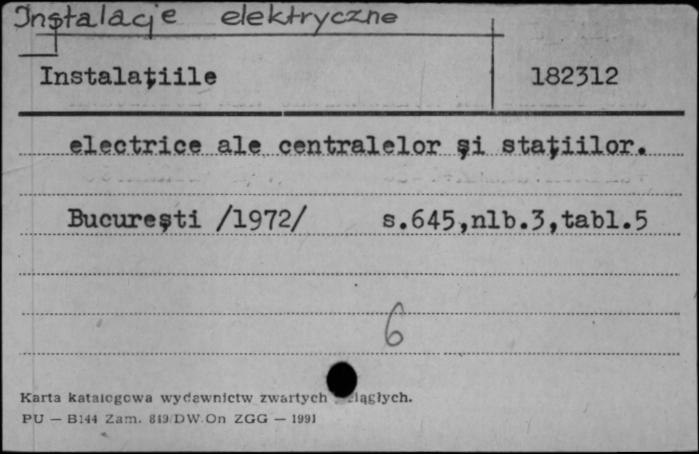 Instalacje elektryczne
Instalaţiile 182312
electrice ale centralelor şi staţiilor.
Bucureşti /1972/ s.645,nlb.3,tabl.5
6
Karta katalogowa wydawnictw zwartych ciągłych.
PU — B144 Zam. 819/DW On ZGG — 1991